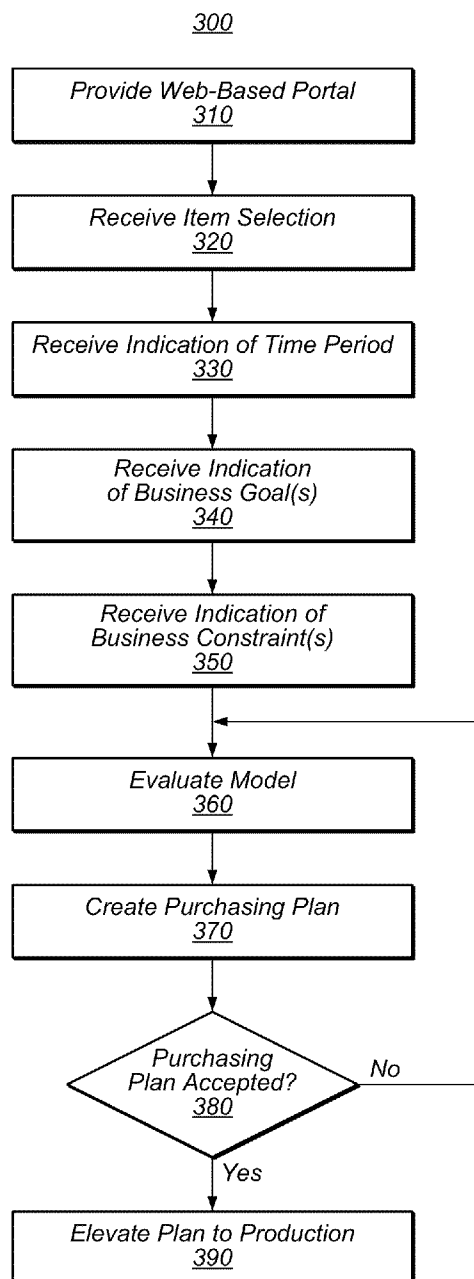 300
Provide Web-Based Portal
310
Receive Item Selection
320
Receive Indication of Time Period
330
Receive Indication
of Business Goal(s)
340
Receive Indication of
Business Constraint(s)
350
Evaluate Model
360
Create Purchasing Plan
370
Purchasing
Plan Accepted?
380
No
Yes
Elevate Plan to Production
390